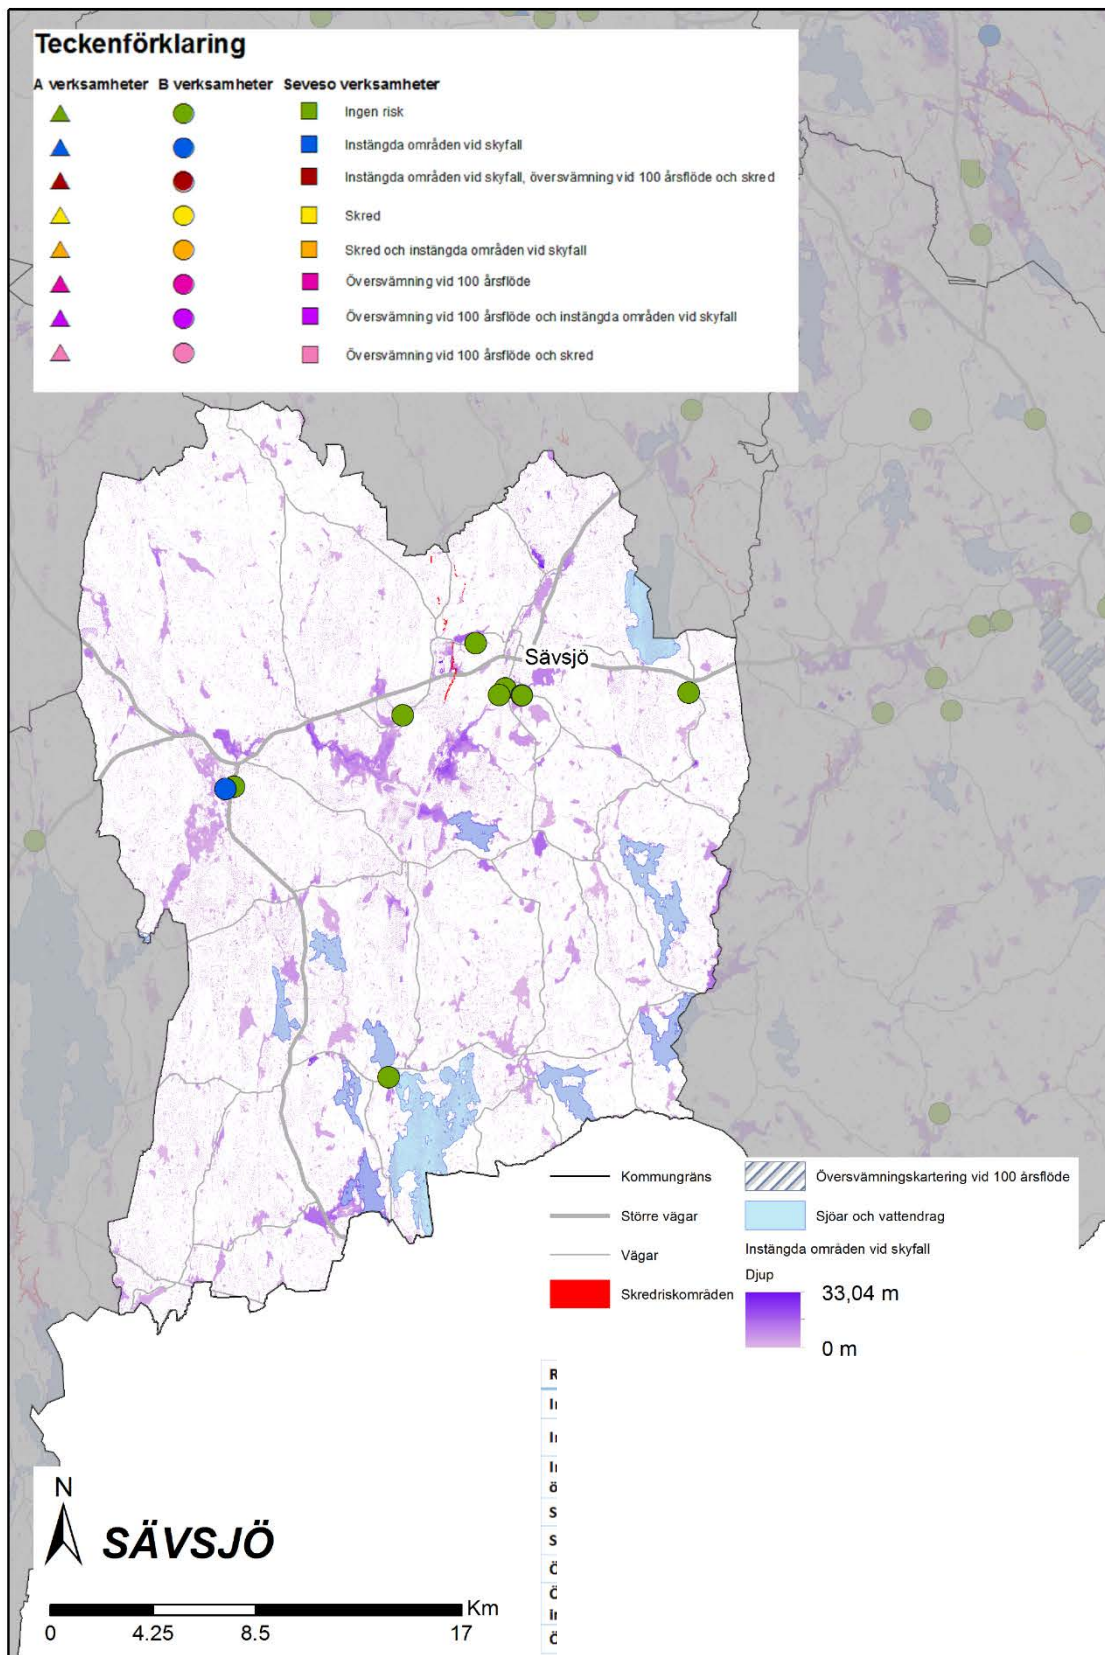 Teckenförklaring
A verksamheter B verksamheter Seveso verksamheter
Ingen risk
Instängda områden vid skyfall
Instängda områden vid skyfall, översvämning vid 100 årsflöde och skred
Skred
Skred och instängda områden vid skyfall
Översvämning vid 100 årsflöde
Översvämning vid 100 årsflöde och instängda områden vid skyfall
Översvämning vid 100 årsflöde och skred
Sävsjö
Kommungräns
Större vägar
Vägar
Skredriskområden
Översvämningskartering vid 100 årsflöde
Sjöar och vattendrag
Instängda områden vid skyfall
Djup
33,04 m
0 m
R
S
S
N
SÄVSJÖ
Km
0 4.25 8.5 17